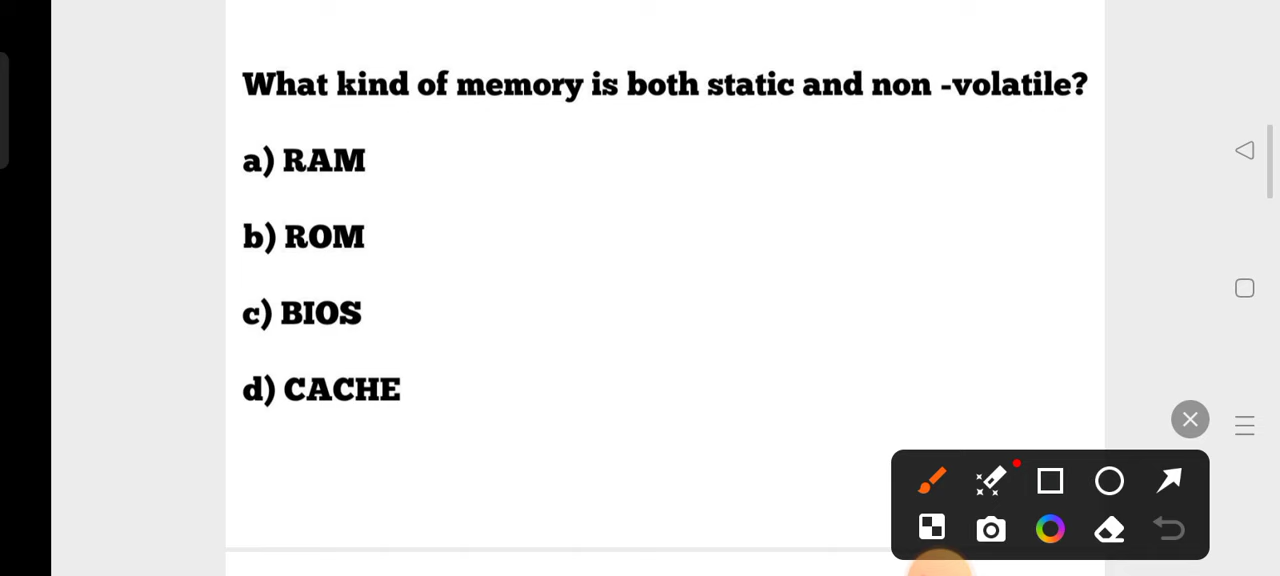 What kind of memory is both static and non -volatile?
a) RAM
b) ROM
c) BIOS
d) CACHE